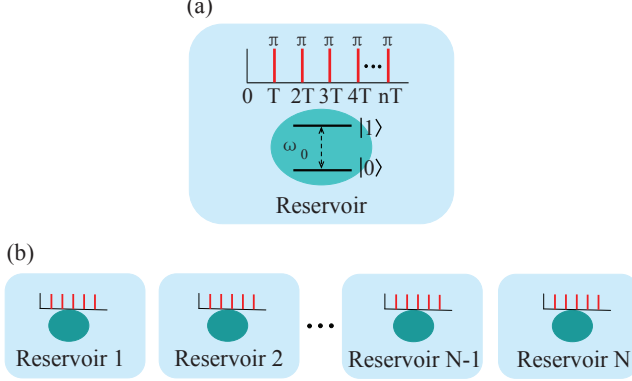 (a)
π π π π π
...
0 T 2T 3T 4T nT
|1⟩
ω₀
|0⟩
Reservoir
(b)
...
Reservoir 1 Reservoir 2 Reservoir N-1 Reservoir N